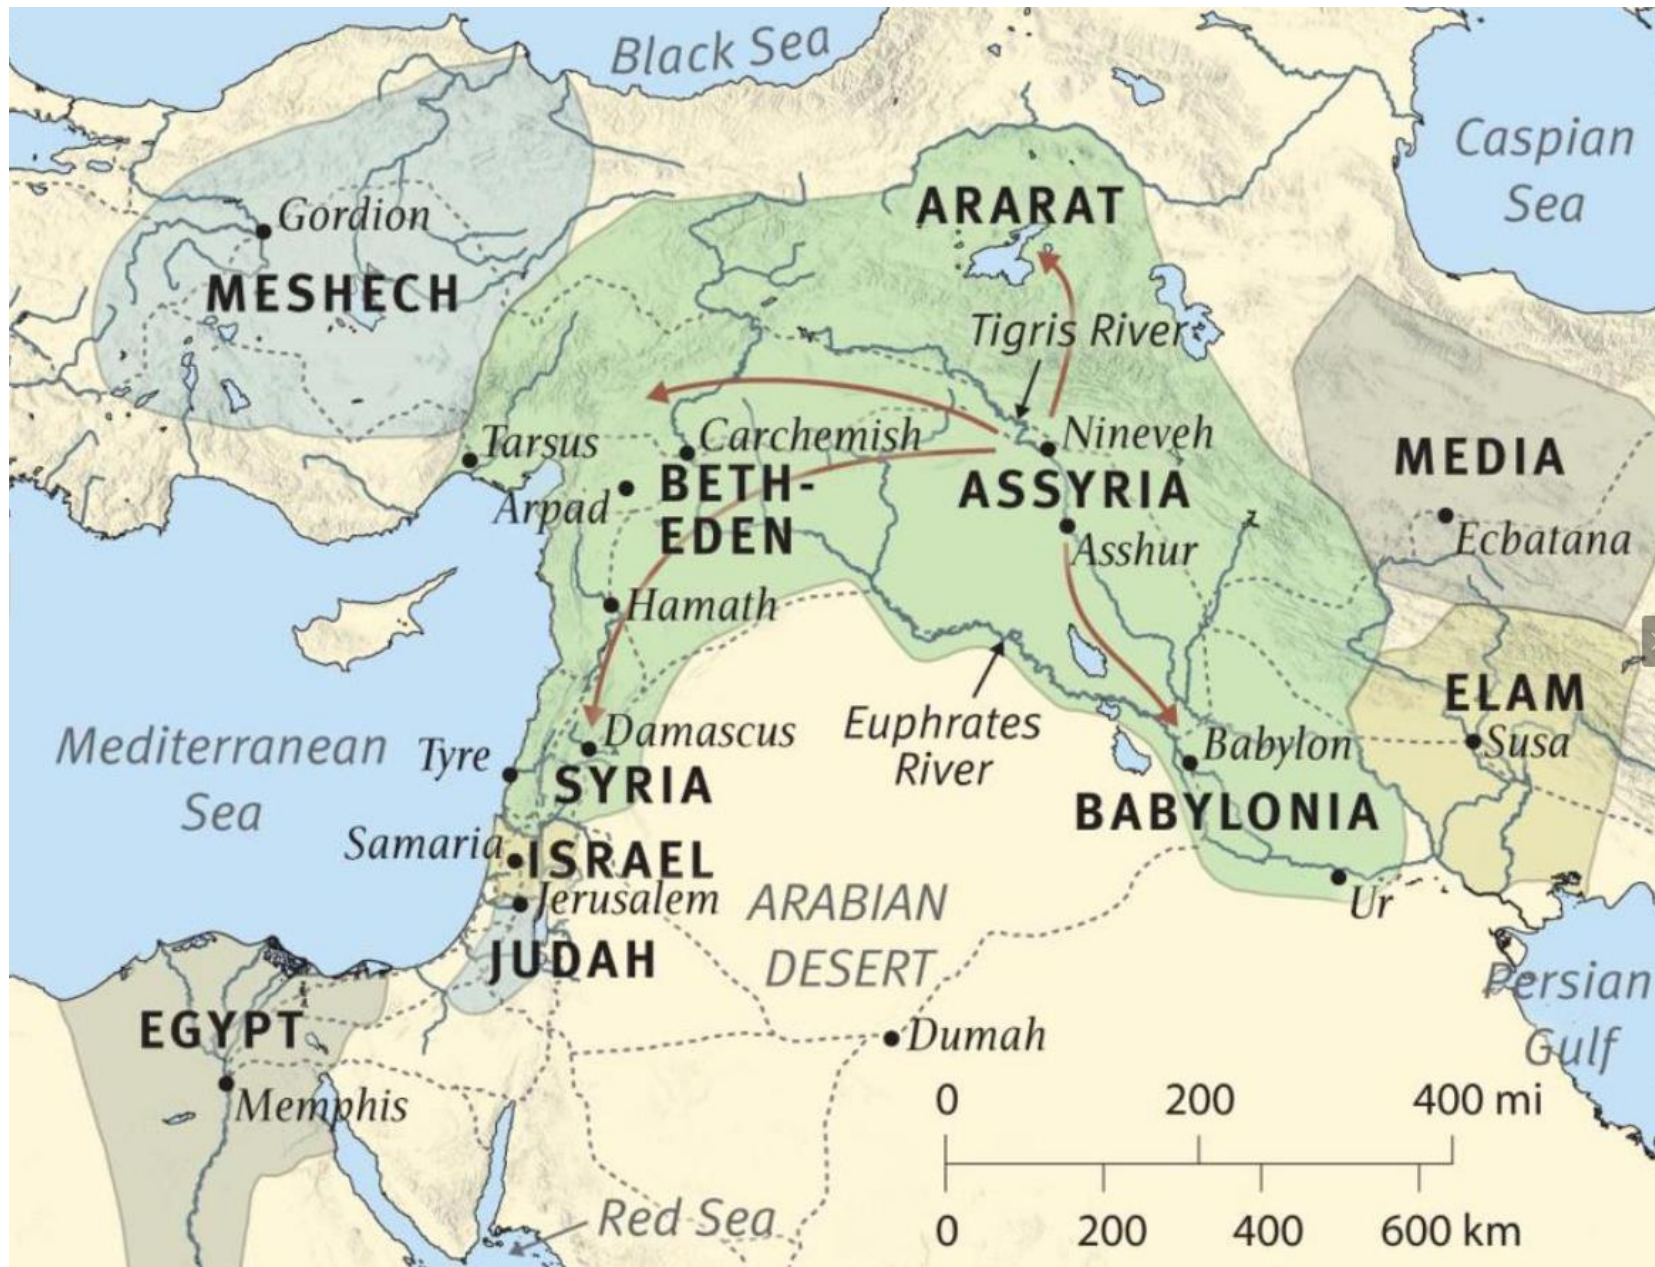 Black Sea
Caspian
Sea
ARARAT
Gordion
MESHECH
Tigris River
Tarsus
Carchemish
Nineveh
MEDIA
Arpad
BETH-
EDEN
ASSYRIA
Asshur
Ecbatana
Hamath
ELAM
Mediterranean
Sea
Tyre
Damascus
Euphrates
River
Babylon
Susa
SYRIA
BABYLONIA
Samaria
ISRAEL
Jerusalem
ARABIAN
DESERT
Ur
JUDAH
Persian
Gulf
EGYPT
Dumah
Memphis
0 200 400 mi
Red Sea
0 200 400 600 km